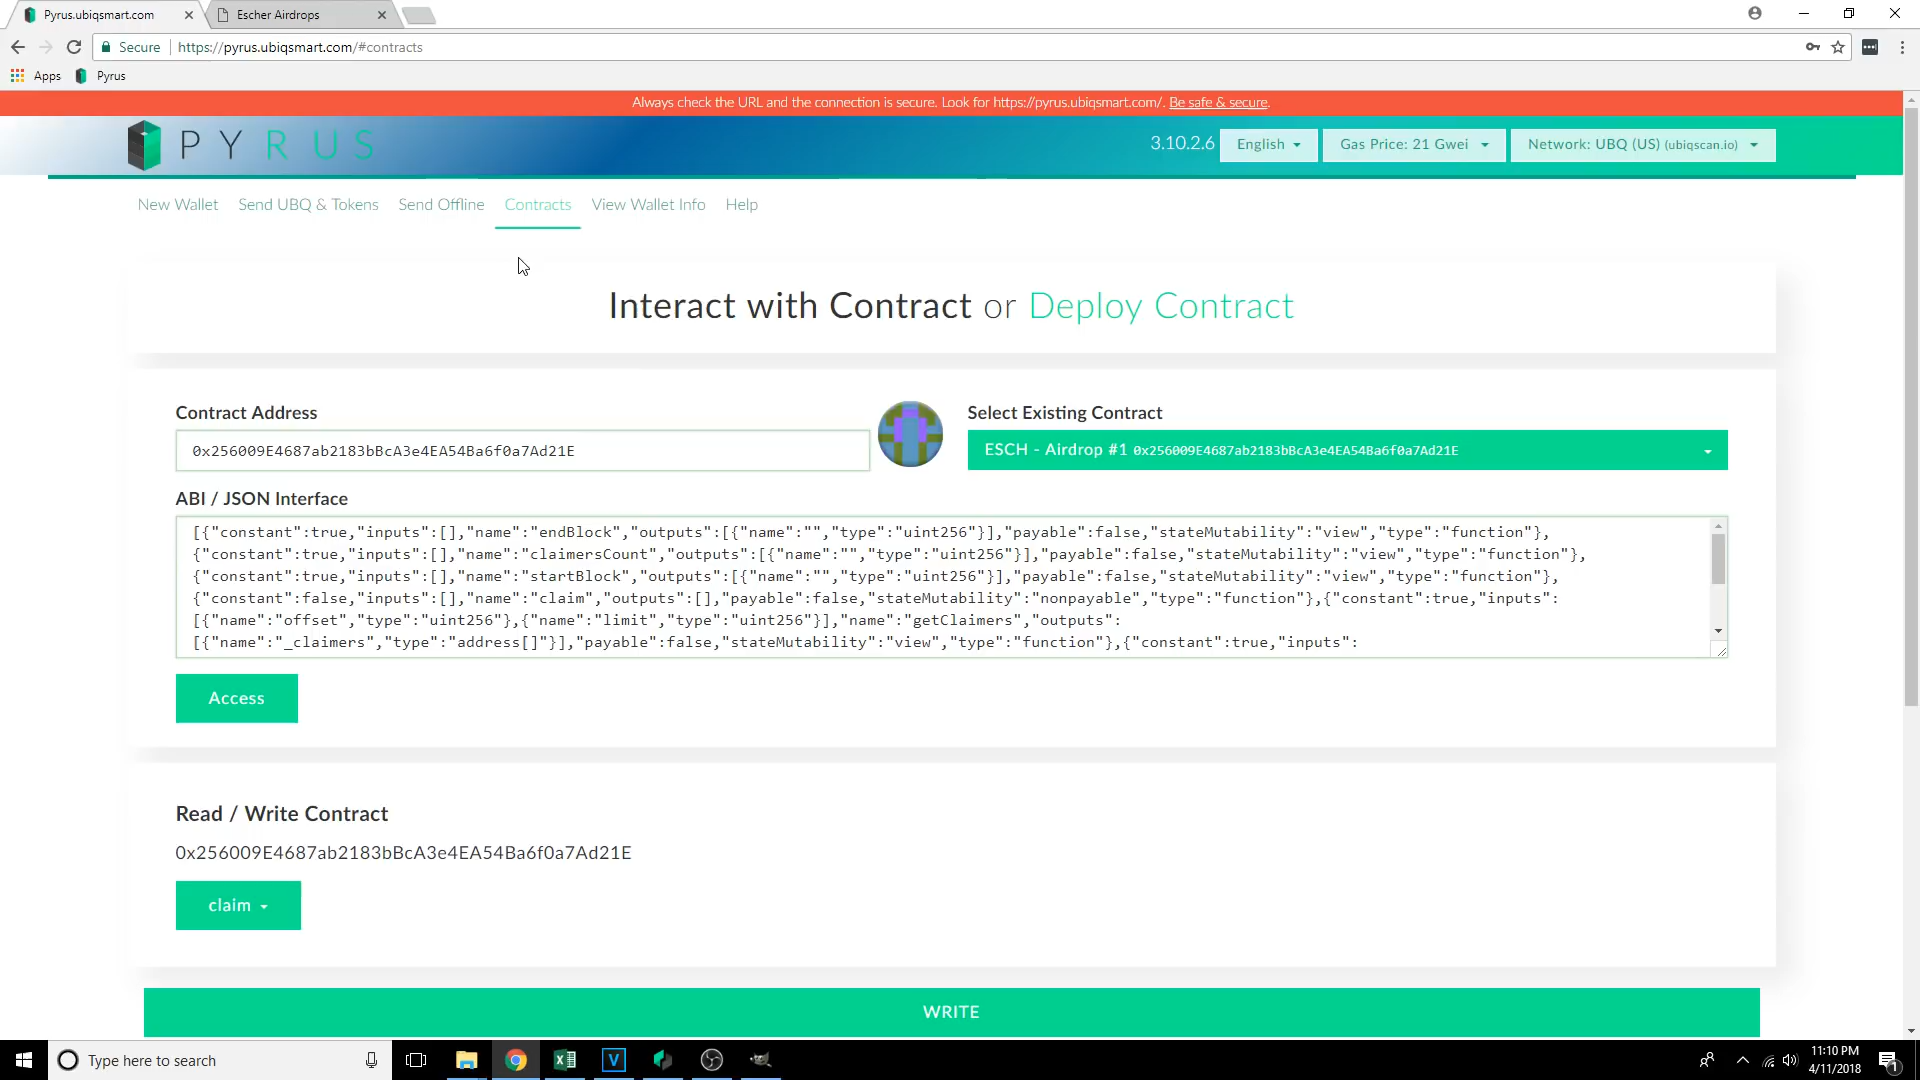 Pyrus.ubiqsmart.com
Escher Airdrops
Secure
https://pyrus.ubiqsmart.com/#contracts
Apps
Pyrus
Always check the URL and the connection is secure. Look for https://pyrus.ubiqsmart.com/. Be safe & secure.
PYRUS
3.10.2.6
English
Gas Price: 21 Gwei
Network: UBQ (US) (ubiqscan.io)
New Wallet
Send UBQ & Tokens
Send Offline
Contracts
View Wallet Info
Help
Interact with Contract or Deploy Contract
Contract Address
Select Existing Contract
0x256009E4687ab2183bBcA3e4EA54Ba6f0a7Ad21E
ESCH - Airdrop #1 0x256009E4687ab2183bBcA3e4EA54Ba6f0a7Ad21E
ABI / JSON Interface
[{"constant":true,"inputs":[],"name":"endBlock","outputs":[{"name":"","type":"uint256"}],"payable":false,"stateMutability":"view","type":"function"},
{"constant":true,"inputs":[],"name":"claimersCount","outputs":[{"name":"","type":"uint256"}],"payable":false,"stateMutability":"view","type":"function"},
{"constant":true,"inputs":[],"name":"startBlock","outputs":[{"name":"","type":"uint256"}],"payable":false,"stateMutability":"view","type":"function"},
{"constant":false,"inputs":[],"name":"claim","outputs":[],"payable":false,"stateMutability":"nonpayable","type":"function"},{"constant":true,"inputs":
[{"name":"offset","type":"uint256"},{"name":"limit","type":"uint256"}],"name":"getClaimers","outputs":
[{"name":"_claimers","type":"address[]"}],"payable":false,"stateMutability":"view","type":"function"},{"constant":true,"inputs":
Access
Read / Write Contract
0x256009E4687ab2183bBcA3e4EA54Ba6f0a7Ad21E
claim
WRITE
Type here to search
V
11:10 PM
4/11/2018
1